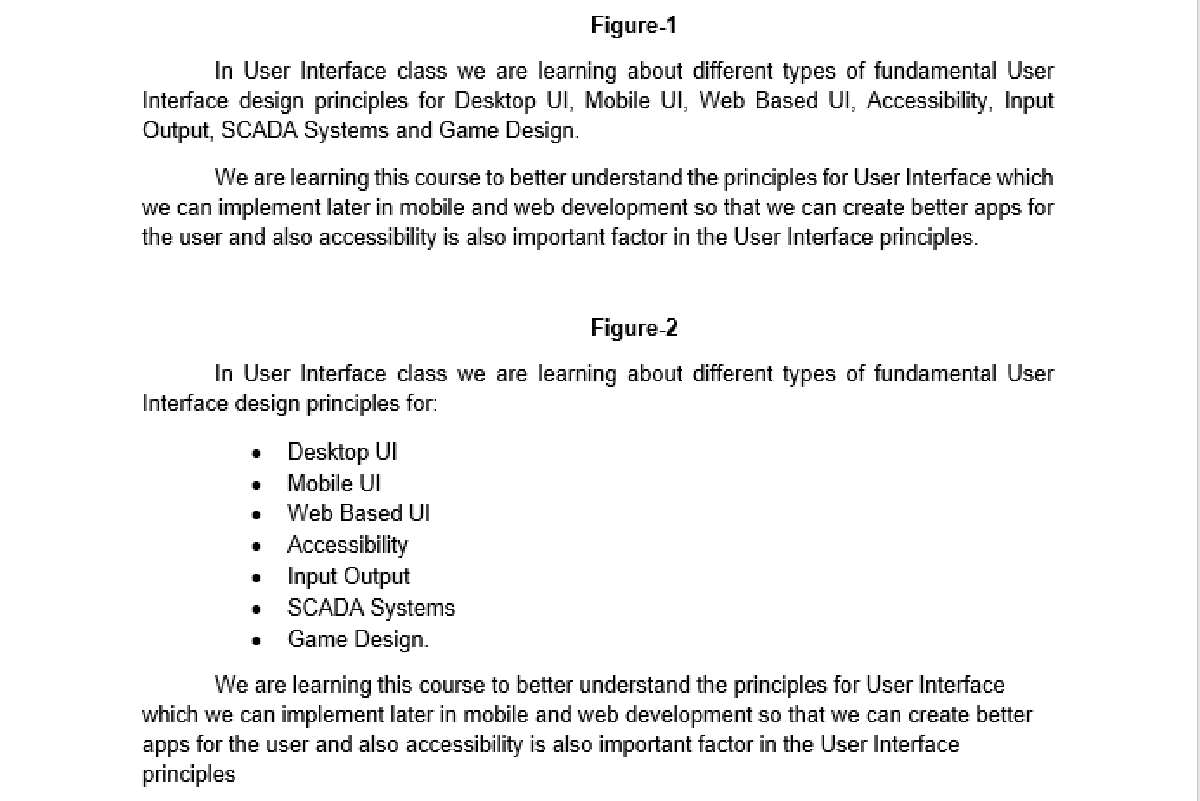 Figure-1
In User Interface class we are learning about different types of fundamental User
Interface design principles for Desktop UI, Mobile UI, Web Based UI, Accessibility, Input
Output, SCADA Systems and Game Design.
We are learning this course to better understand the principles for User Interface which
we can implement later in mobile and web development so that we can create better apps for
the user and also accessibility is also important factor in the User Interface principles.
Figure-2
In User Interface class we are learning about different types of fundamental User
Interface design principles for:
• Desktop UI
• Mobile UI
• Web Based UI
• Accessibility
• Input Output
• SCADA Systems
• Game Design.
We are learning this course to better understand the principles for User Interface
which we can implement later in mobile and web development so that we can create better
apps for the user and also accessibility is also important factor in the User Interface
principles